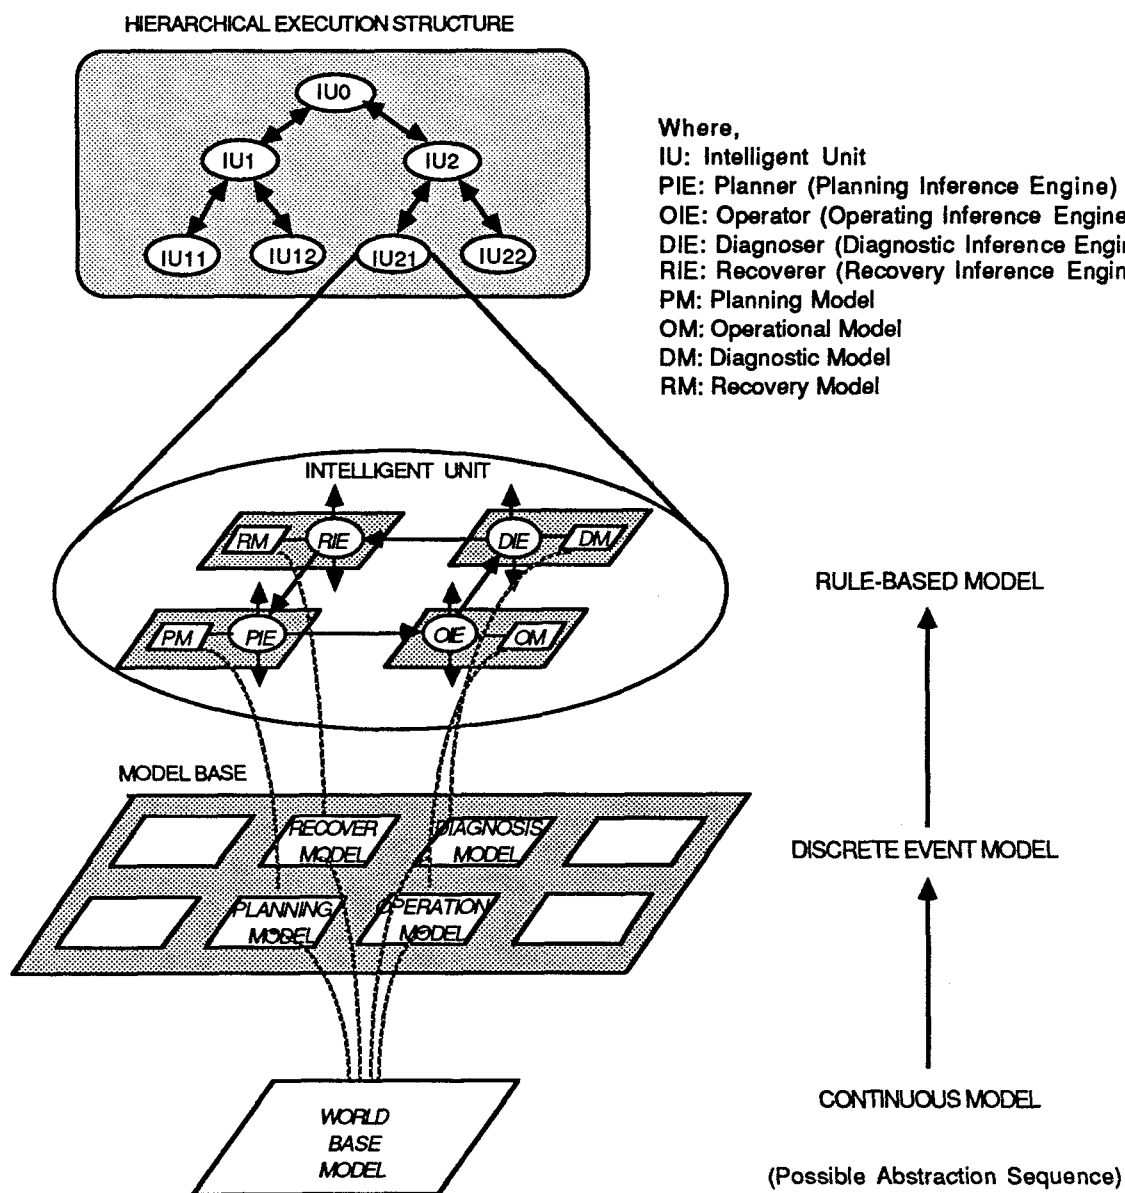 HIERARCHICAL EXECUTION STRUCTURE
IU0
IU1
IU2
IU11
IU12
IU21
IU22
Where,
IU: Intelligent Unit
PIE: Planner (Planning Inference Engine)
OIE: Operator (Operating Inference Engine
DIE: Diagnoser (Diagnostic Inference Engi
RIE: Recoverer (Recovery Inference Engin
PM: Planning Model
OM: Operational Model
DM: Diagnostic Model
RM: Recovery Model
INTELLIGENT UNIT
RM
RIE
DIE
DM
PM
PIE
OIE
OM
RULE-BASED MODEL
MODEL BASE
RECOVER
MODEL
DIAGNOSIS
MODEL
PLANNING
MODEL
OPERATION
MODEL
DISCRETE EVENT MODEL
WORLD
BASE
MODEL
CONTINUOUS MODEL
(Possible Abstraction Sequence)